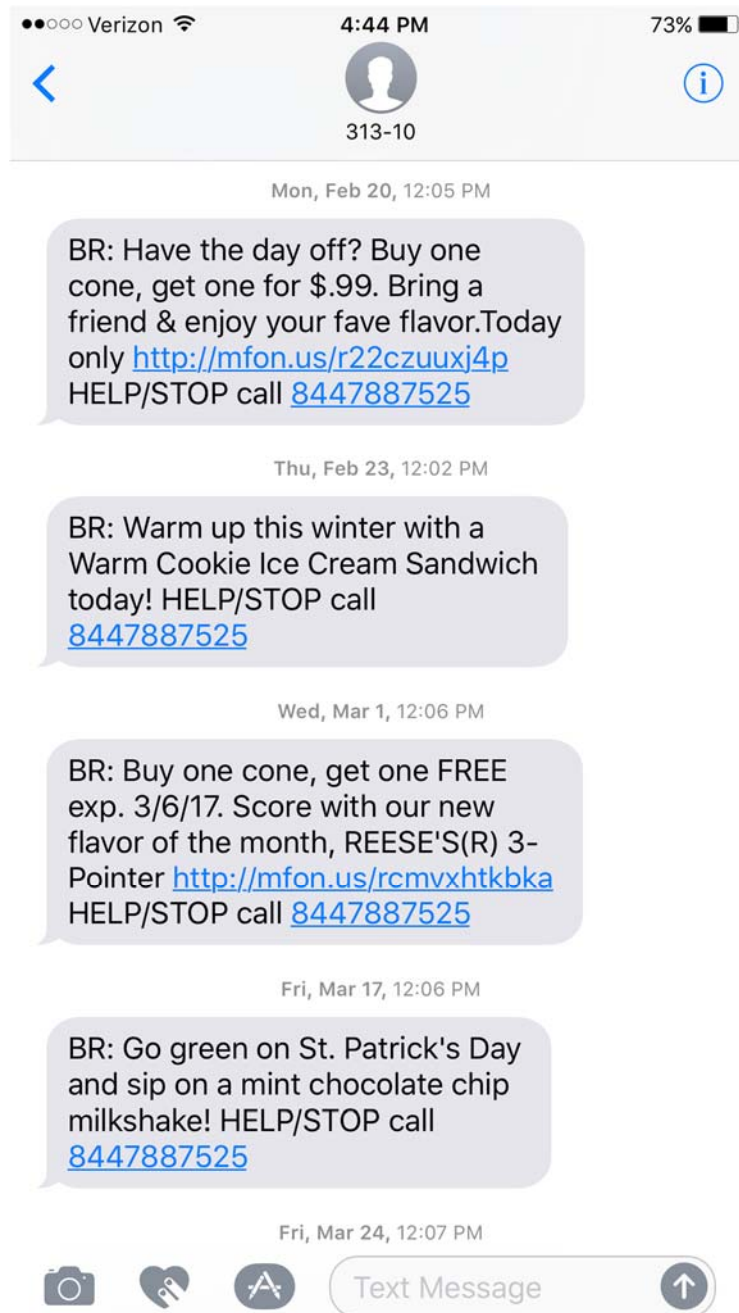 Verizon 4:44 PM 73%
313-10
Mon, Feb 20, 12:05 PM
BR: Have the day off? Buy one
cone, get one for $.99. Bring a
friend & enjoy your fave flavor.Today
only http://mfon.us/r22czuuxj4p
HELP/STOP call 8447887525
Thu, Feb 23, 12:02 PM
BR: Warm up this winter with a
Warm Cookie Ice Cream Sandwich
today! HELP/STOP call
8447887525
Wed, Mar 1, 12:06 PM
BR: Buy one cone, get one FREE
exp. 3/6/17. Score with our new
flavor of the month, REESE'S(R) 3-
Pointer http://mfon.us/rcmvxhtkbka
HELP/STOP call 8447887525
Fri, Mar 17, 12:06 PM
BR: Go green on St. Patrick's Day
and sip on a mint chocolate chip
milkshake! HELP/STOP call
8447887525
Fri, Mar 24, 12:07 PM
Text Message